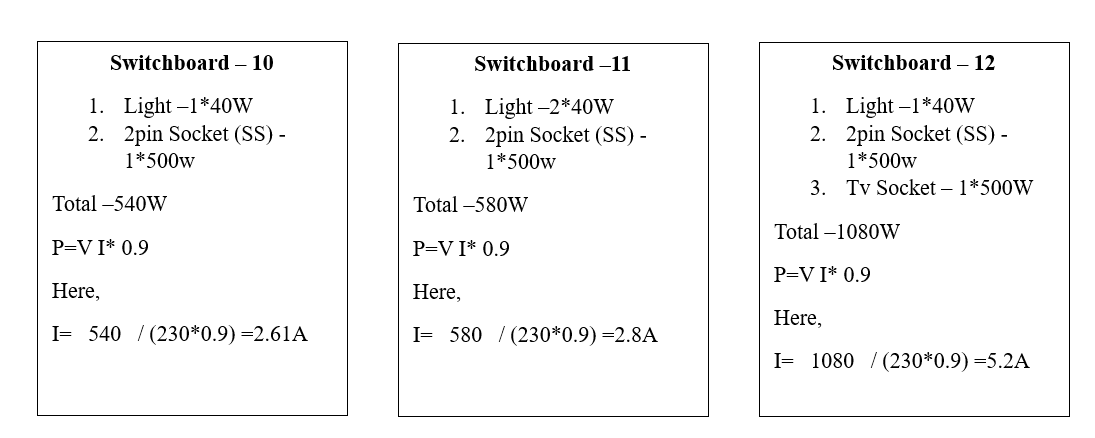 Switchboard – 10
1. Light –1*40W
2. 2pin Socket (SS) -
1*500w
Total –540W
P=V I* 0.9
Here,
I= 540 / (230*0.9) =2.61A
Switchboard –11
1. Light –2*40W
2. 2pin Socket (SS) -
1*500w
Total –580W
P=V I* 0.9
Here,
I= 580 / (230*0.9) =2.8A
Switchboard – 12
1. Light –1*40W
2. 2pin Socket (SS) -
1*500w
3. Tv Socket – 1*500W
Total –1080W
P=V I* 0.9
Here,
I= 1080 / (230*0.9) =5.2A